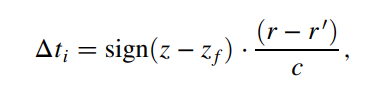 Δt_i = sign(z − z_f) · (r − r′)/c,